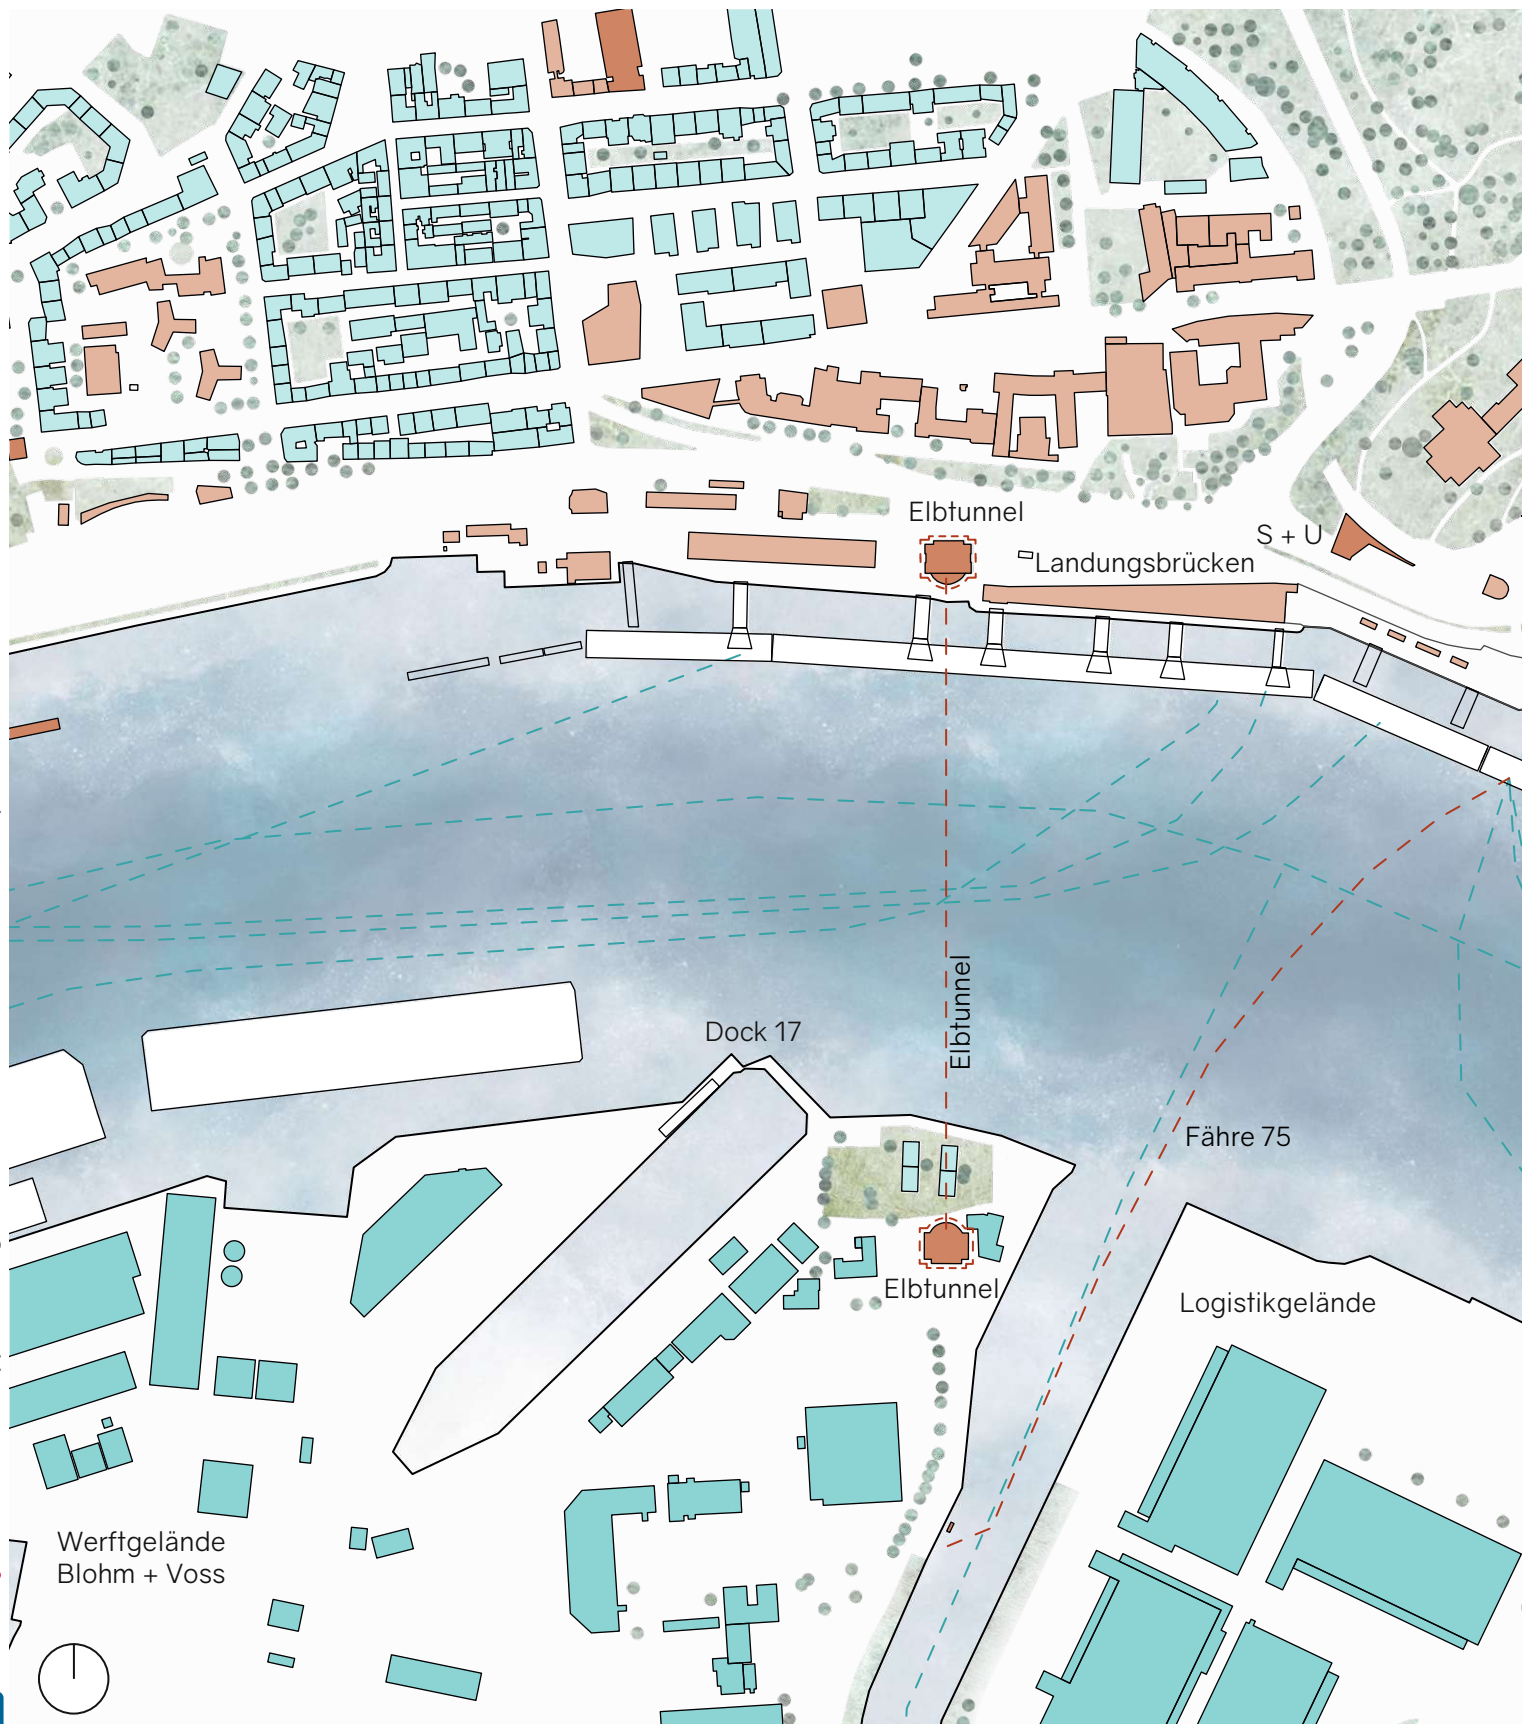 Elbtunnel
S + U
Landungsbrücken
Elbtunnel
Dock 17
Fähre 75
Elbtunnel
Logistikgelände
Werftgelände
Blohm + Voss